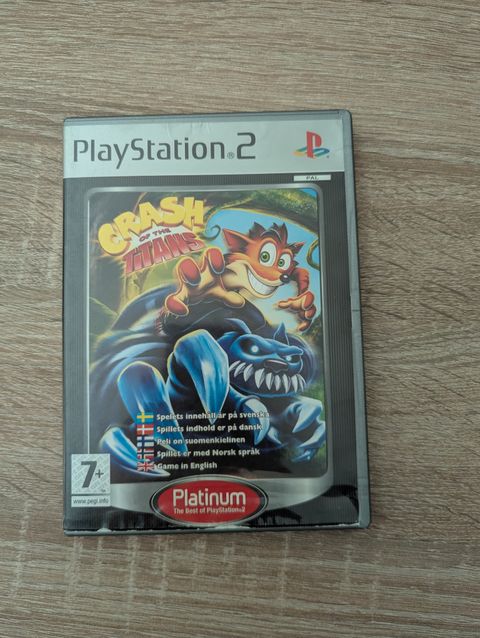 PlayStation®2
PAL
CRASH
OF THE
TITANS
Spelets innehåll är på svenska
Spillets indhold er på dansk
Peli on suomenkielinen
Spillet er med Norsk språk
Game in English
7+
www.pegi.info
Platinum
The Best of PlayStation®2